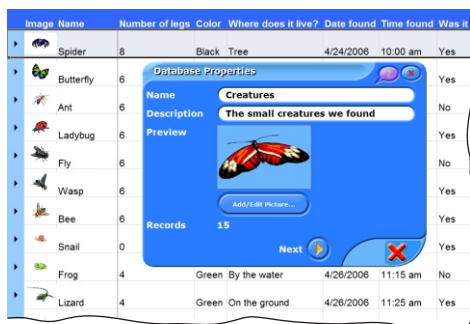 Image Name Number of legs Color Where does it live? Date found Time found Was it
Spider 8 Black Tree 4/24/2006 10:00 am Yes
Butterfly 6 Yes
Ant 6 No
Ladybug 6 Yes
Fly 6 No
Wasp 6 Yes
Bee 6 Yes
Snail 0 Yes
Frog 4 Green By the water 4/26/2006 11:15 am No
Lizard 4 Green On the ground 4/26/2006 11:25 am Yes
Database Properties
?
x
Name Creatures
Description The small creatures we found
Preview
Add/Edit Picture...
Records 15
Next